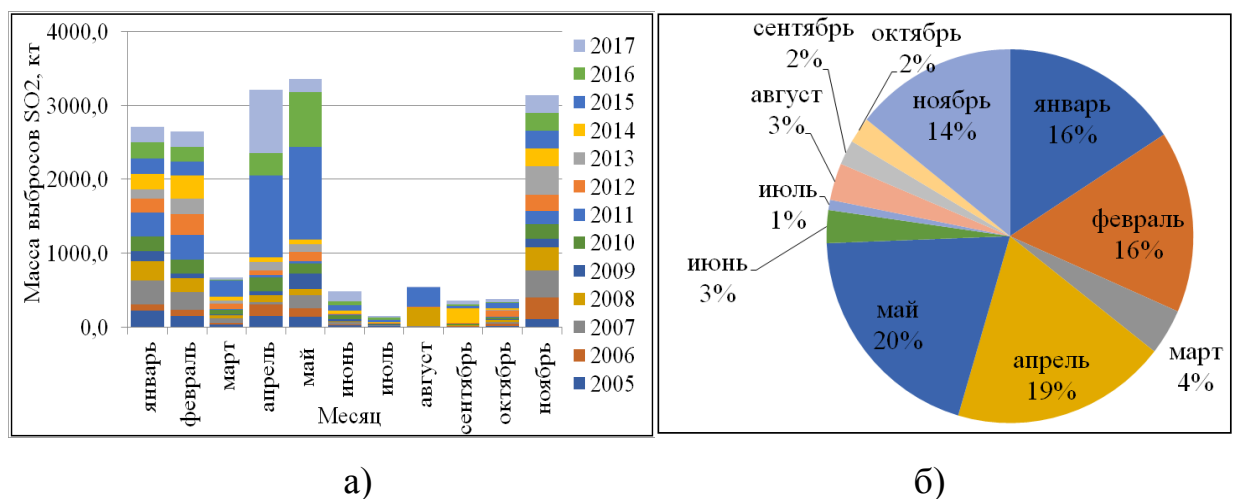 Масса выбросов SO2, кт
4000,0
3000,0
2000,0
1000,0
0,0
январь
февраль
март
апрель
май
июнь
июль
август
сентябрь
октябрь
ноябрь
Месяц
2017
2016
2015
2014
2013
2012
2011
2010
2009
2008
2007
2006
2005
а)
сентябрь
2%
октябрь
2%
август
3%
ноябрь
14%
январь
16%
июль
1%
февраль
16%
июнь
3%
май
20%
апрель
19%
март
4%
б)